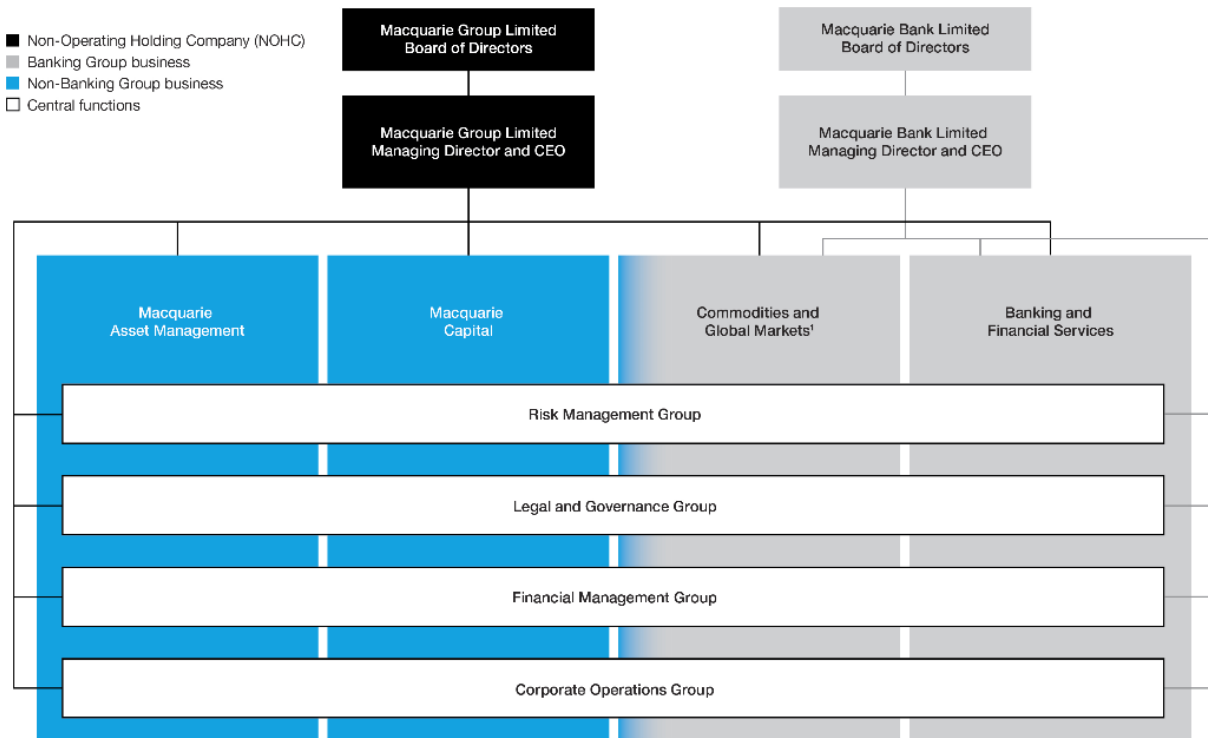 Non-Operating Holding Company (NOHC)
Banking Group business
Non-Banking Group business
Central functions
Macquarie Group Limited
Board of Directors
Macquarie Bank Limited
Board of Directors
Macquarie Group Limited
Managing Director and CEO
Macquarie Bank Limited
Managing Director and CEO
Macquarie
Asset Management
Macquarie
Capital
Commodities and
Global Markets¹
Banking and
Financial Services
Risk Management Group
Legal and Governance Group
Financial Management Group
Corporate Operations Group